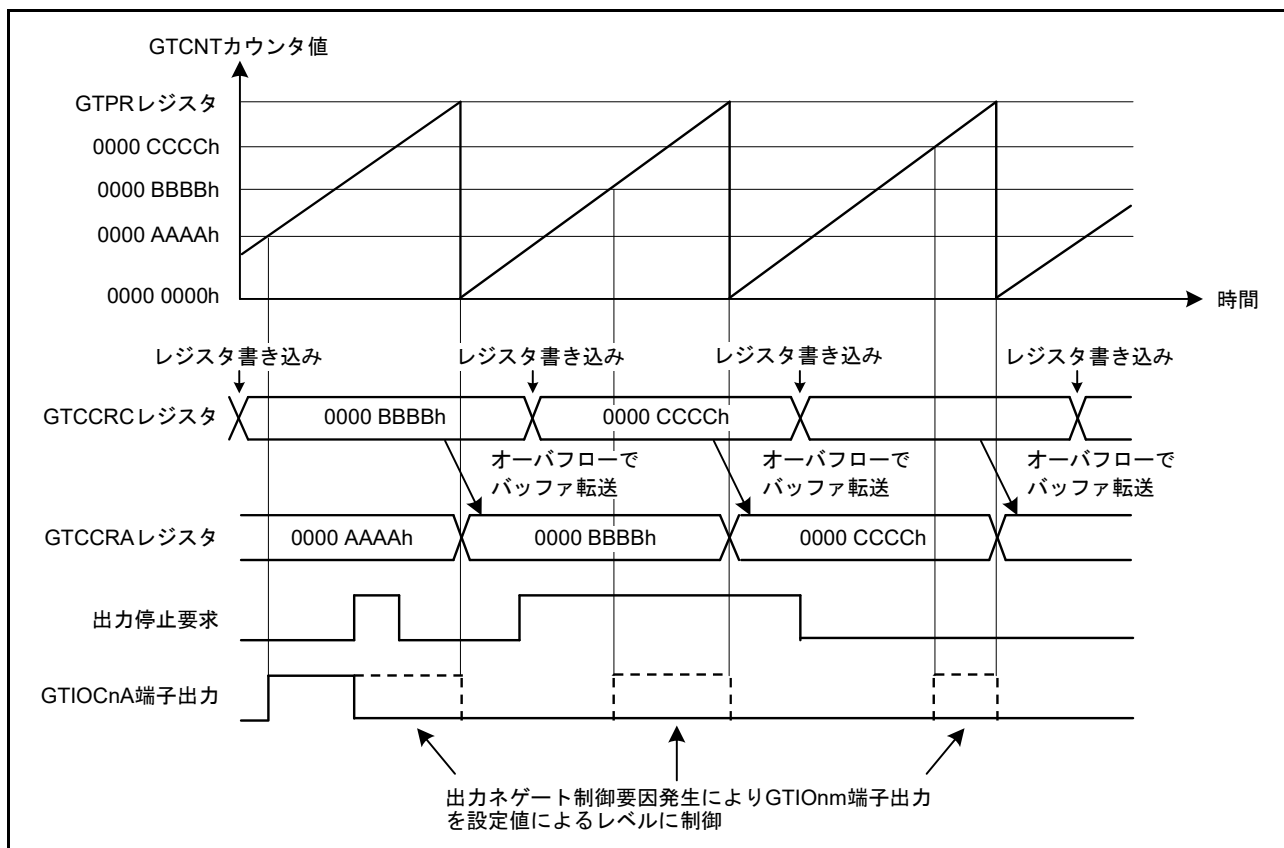 GTCNTカウンタ値
GTPRレジスタ
0000 CCCCh
0000 BBBBh
0000 AAAAh
0000 0000h
時間
レジスタ書き込み
レジスタ書き込み
レジスタ書き込み
レジスタ書き込み
GTCCRCレジスタ
0000 BBBBh
0000 CCCCh
オーバフローで
バッファ転送
オーバフローで
バッファ転送
オーバフローで
バッファ転送
GTCCRAレジスタ
0000 AAAAh
0000 BBBBh
0000 CCCCh
出力停止要求
GTIOCnA端子出力
出力ネゲート制御要因発生によりGTIOnm端子出力
を設定値によるレベルに制御